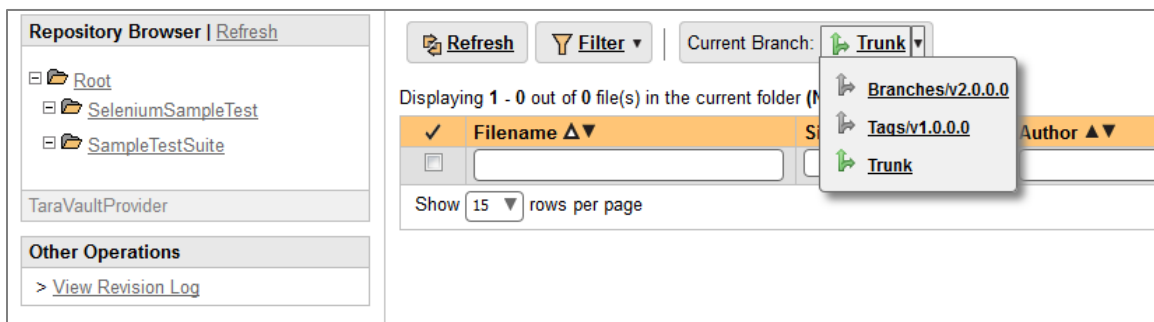 Repository Browser | Refresh
Root
SeleniumSampleTest
SampleTestSuite
TaraVaultProvider
Other Operations
> View Revision Log
Refresh Filter Current Branch: Trunk
Branches/v2.0.0.0
Tags/v1.0.0.0
Trunk
Displaying 1 - 0 out of 0 file(s) in the current folder
Filename Author
Show 15 rows per page